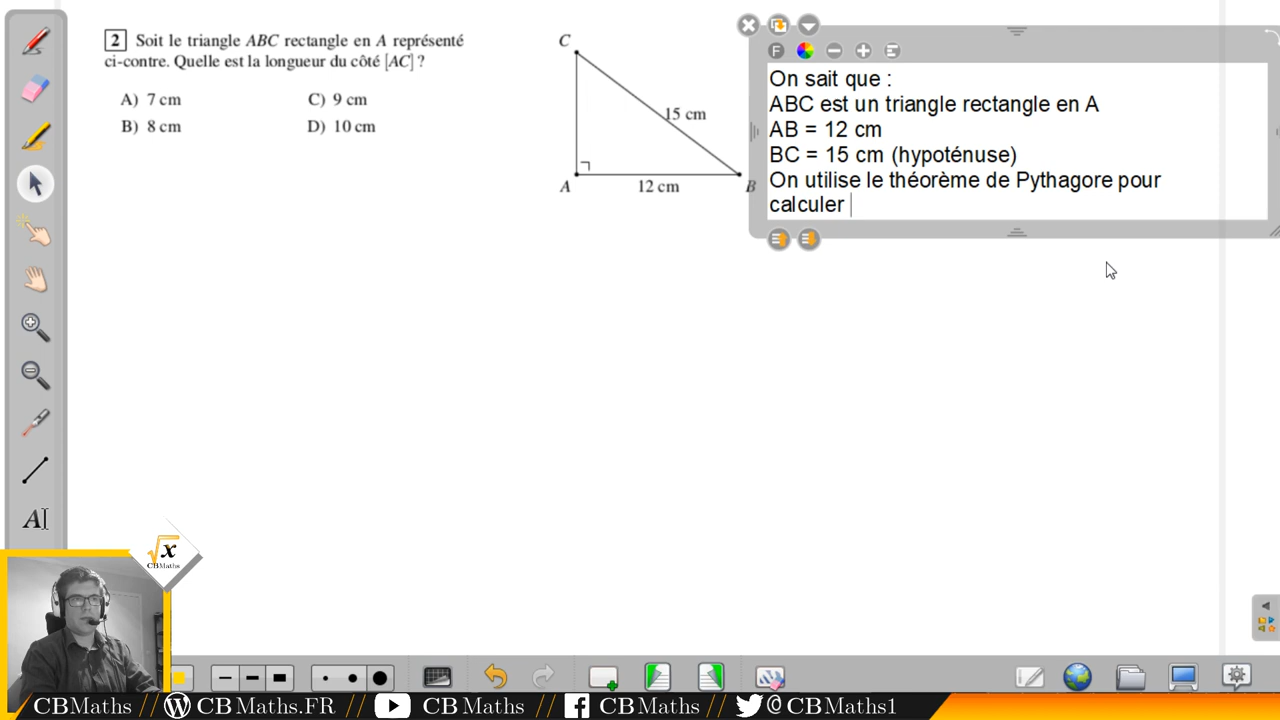 2 Soit le triangle ABC rectangle en A représenté
ci-contre. Quelle est la longueur du côté [AC] ?
A) 7 cm
C) 9 cm
B) 8 cm
D) 10 cm
C
15 cm
A
12 cm
B
F
On sait que :
ABC est un triangle rectangle en A
AB = 12 cm
BC = 15 cm (hypoténuse)
On utilise le théorème de Pythagore pour
calculer
A
√x
CBMaths
CBMaths // CBMaths.FR // CBMaths // CBMaths // @CBMaths1